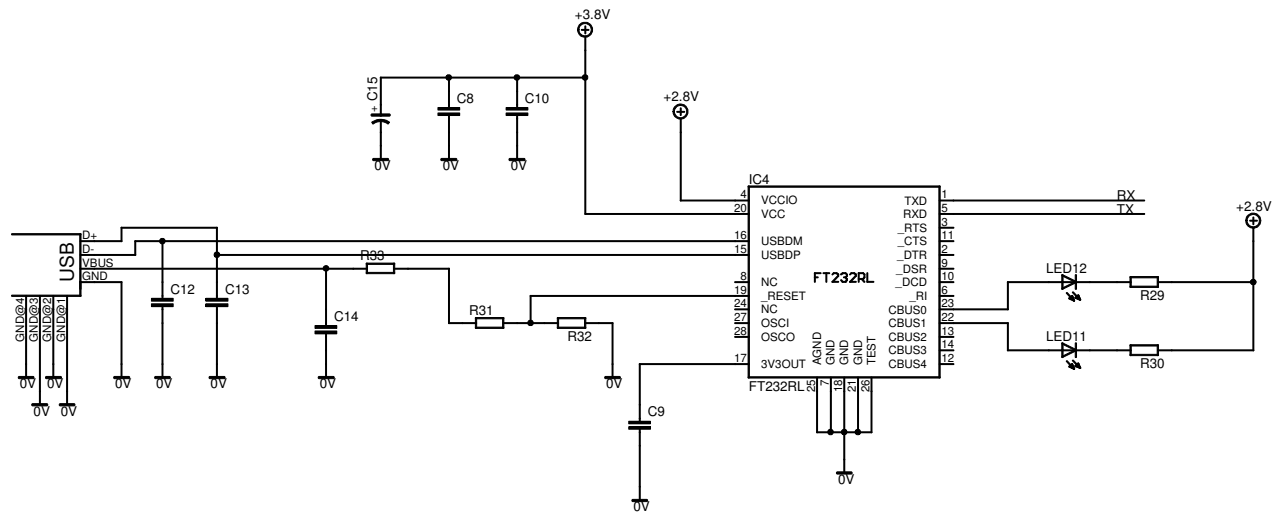 +3.8V
C15
+
C8
C10
0V
0V
0V
+2.8V
IC4
4
VCCIO
20
VCC
16
USBDM
15
USBDP
8
NC
19
_RESET
24
NC
27
OSCI
28
OSCO
17
3V3OUT
FT232RL
FT232RL
AGND
GND
GND
GND
TEST
25
7
18
21
26
0V
TXD
1
RX
RXD
5
TX
_RTS
3
_CTS
11
_DTR
2
_DSR
9
_DCD
10
_RI
6
CBUS0
23
CBUS1
22
CBUS2
13
CBUS3
14
CBUS4
12
+2.8V
LED12
R29
LED11
R30
USB
D+
D-
VBUS
GND
GND@4
GND@3
GND@2
GND@1
0V
0V
0V
0V
0V
C12
0V
C13
0V
C14
0V
R33
R31
R32
0V
C9
0V